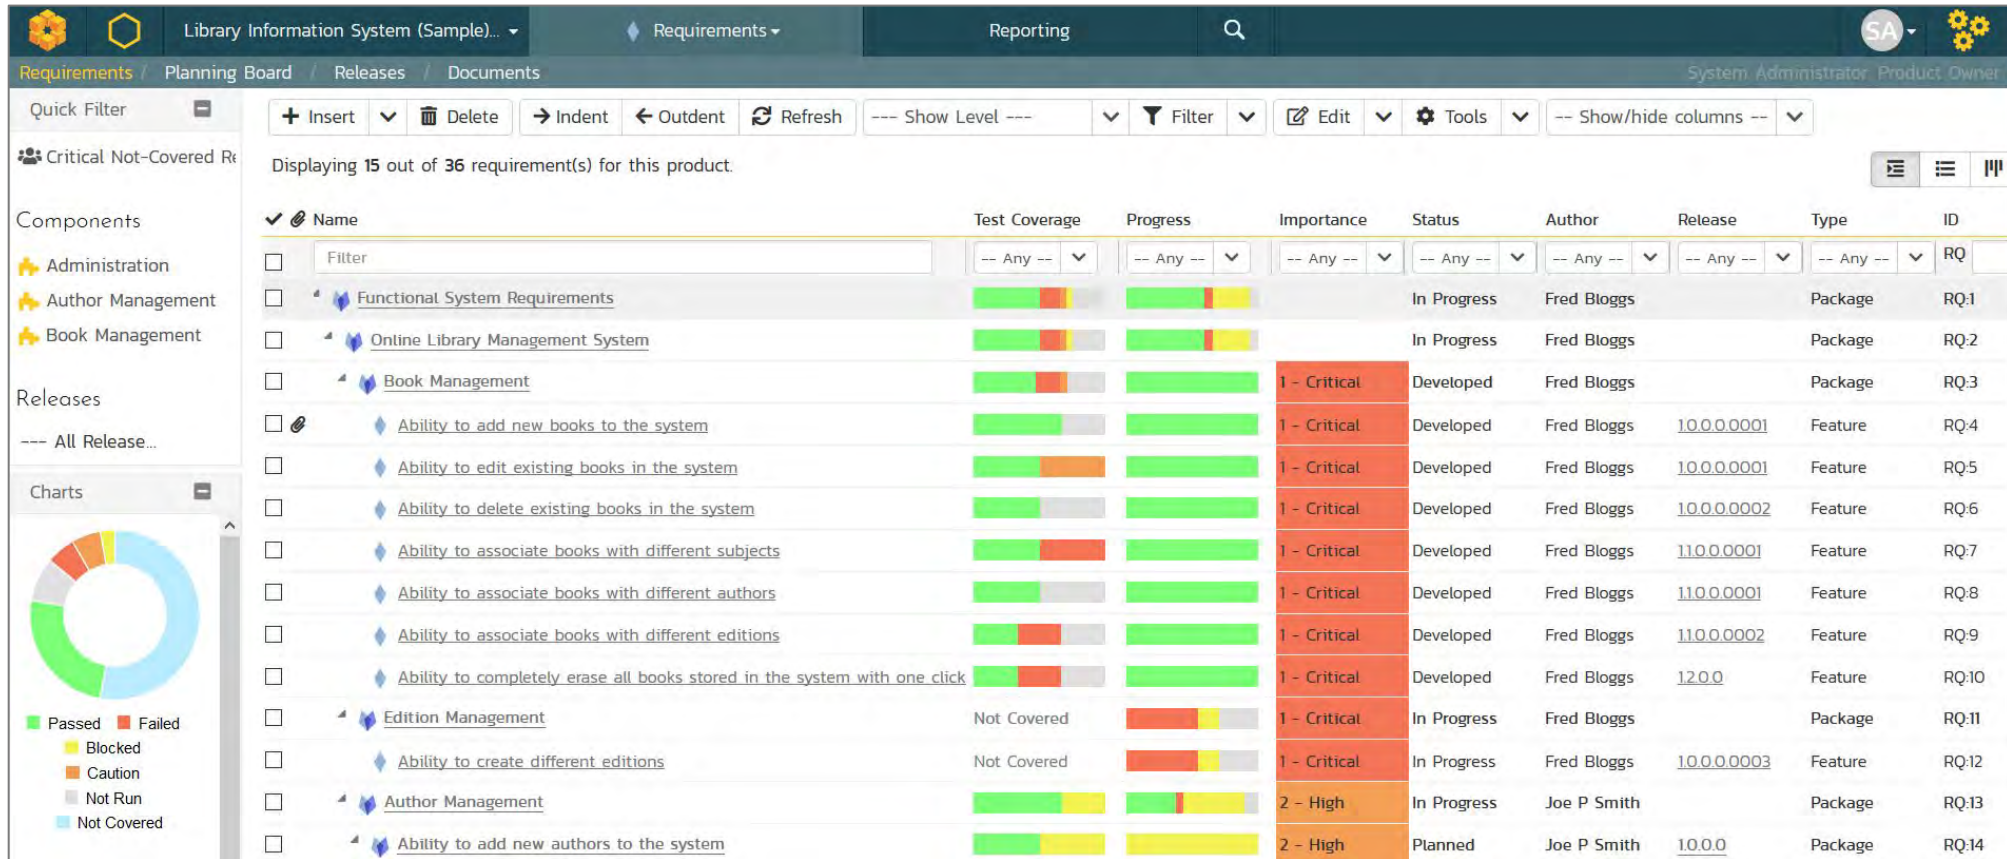 Library Information System (Sample)... Requirements Reporting SA
Requirements / Planning Board / Releases / Documents System Administrator Product Owner
Quick Filter
Insert Delete Indent Outdent Refresh --- Show Level --- Filter Edit Tools -- Show/hide columns --
Critical Not-Covered Re
Displaying 15 out of 36 requirement(s) for this product.
Components
Administration
Author Management
Book Management
Releases
--- All Release...
Charts
Passed Failed
Blocked
Caution
Not Run
Not Covered
Name Test Coverage Progress Importance Status Author Release Type ID
Filter -- Any -- -- Any -- -- Any -- -- Any -- -- Any -- -- Any -- -- Any -- RQ
Functional System Requirements In Progress Fred Bloggs Package RQ:1
Online Library Management System In Progress Fred Bloggs Package RQ:2
Book Management 1 - Critical Developed Fred Bloggs Package RQ:3
Ability to add new books to the system 1 - Critical Developed Fred Bloggs 1.0.0.0.0001 Feature RQ:4
Ability to edit existing books in the system 1 - Critical Developed Fred Bloggs 1.0.0.0.0001 Feature RQ:5
Ability to delete existing books in the system 1 - Critical Developed Fred Bloggs 1.0.0.0.0002 Feature RQ:6
Ability to associate books with different subjects 1 - Critical Developed Fred Bloggs 1.1.0.0.0001 Feature RQ:7
Ability to associate books with different authors 1 - Critical Developed Fred Bloggs 1.1.0.0.0001 Feature RQ:8
Ability to associate books with different editions 1 - Critical Developed Fred Bloggs 1.1.0.0.0002 Feature RQ:9
Ability to completely erase all books stored in the system with one click 1 - Critical Developed Fred Bloggs 1.2.0.0 Feature RQ:10
Edition Management Not Covered 1 - Critical In Progress Fred Bloggs Package RQ:11
Ability to create different editions Not Covered 1 - Critical In Progress Fred Bloggs 1.0.0.0.0003 Feature RQ:12
Author Management 2 - High In Progress Joe P Smith Package RQ:13
Ability to add new authors to the system 2 - High Planned Joe P Smith 1.0.0.0 Package RQ:14